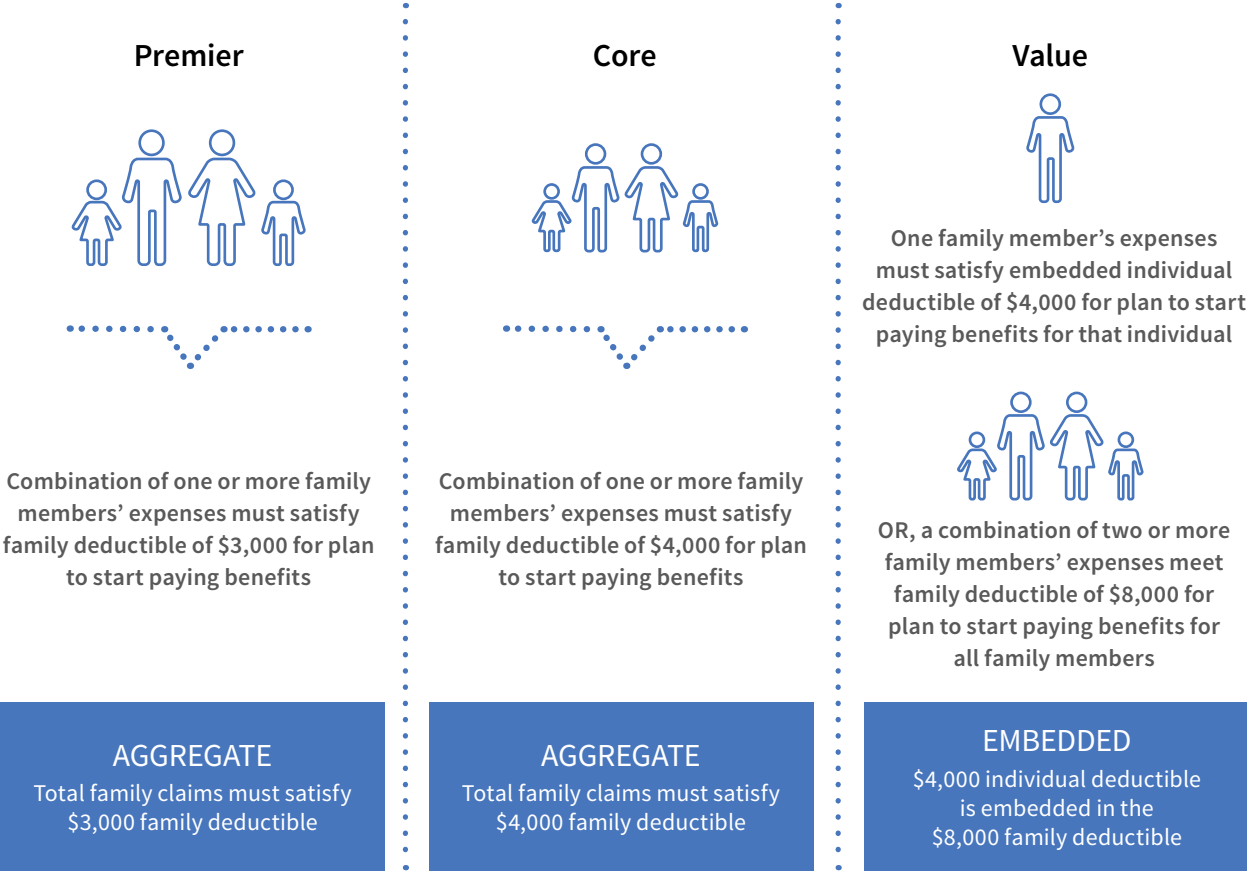 Premier
Combination of one or more family
members’ expenses must satisfy
family deductible of $3,000 for plan
to start paying benefits
AGGREGATE
Total family claims must satisfy
$3,000 family deductible
Core
Combination of one or more family
members’ expenses must satisfy
family deductible of $4,000 for plan
to start paying benefits
AGGREGATE
Total family claims must satisfy
$4,000 family deductible
Value
One family member’s expenses
must satisfy embedded individual
deductible of $4,000 for plan to start
paying benefits for that individual
OR, a combination of two or more
family members’ expenses meet
family deductible of $8,000 for
plan to start paying benefits for
all family members
EMBEDDED
$4,000 individual deductible
is embedded in the
$8,000 family deductible